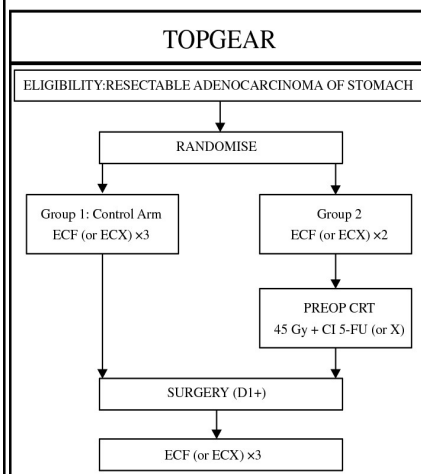 TOPGEAR
ELIGIBILITY:RESECTABLE ADENOCARCINOMA OF STOMACH
RANDOMISE
Group 1: Control Arm
ECF (or ECX) ×3
Group 2
ECF (or ECX) ×2
PREOP CRT
45 Gy + CI 5-FU (or X)
SURGERY (D1+)
ECF (or ECX) ×3